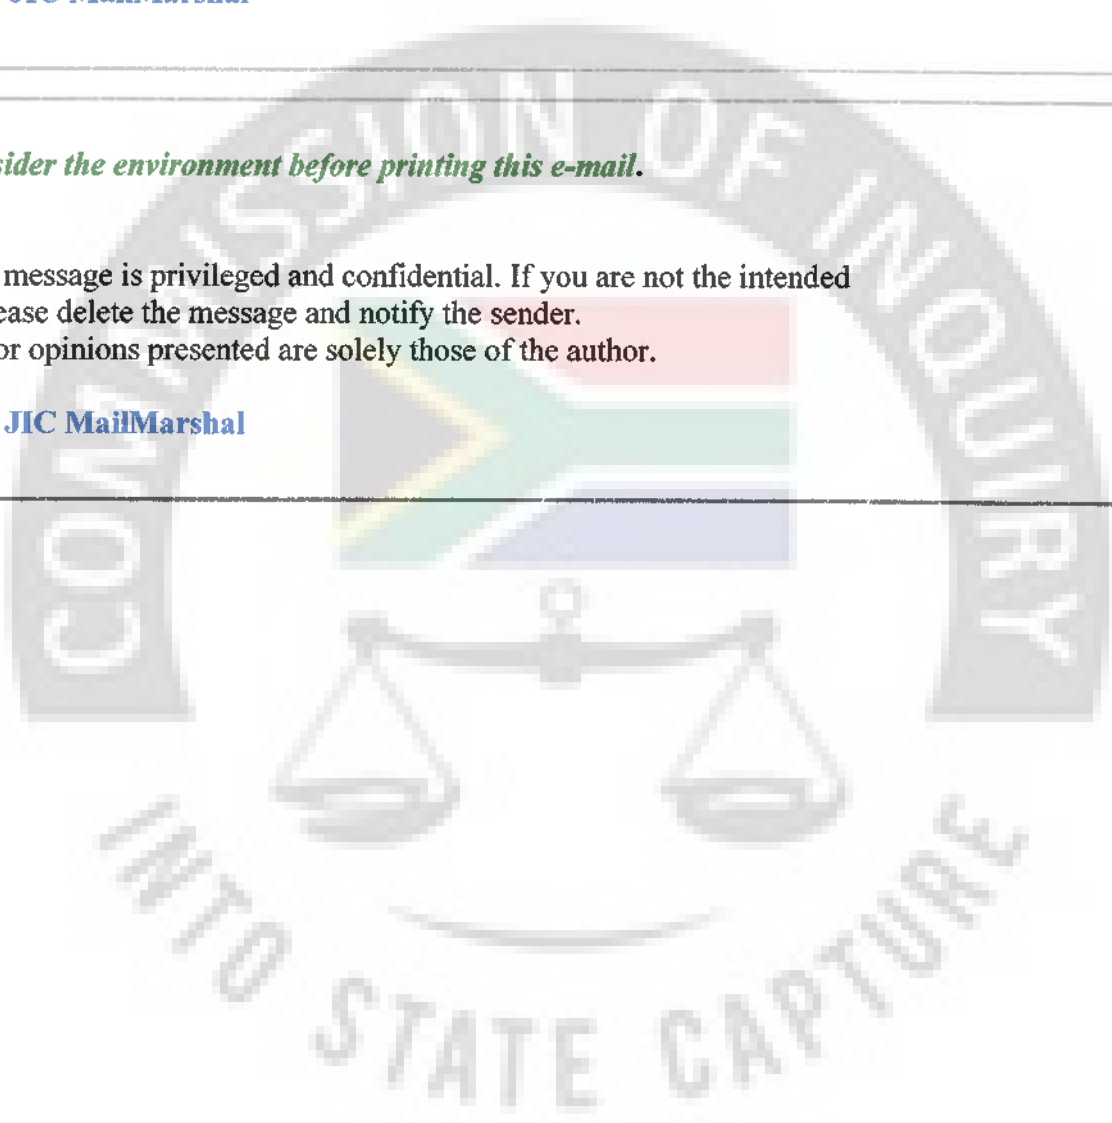 JIC MailMarshal
sider the environment before printing this e-mail.
message is privileged and confidential. If you are not the intended
ease delete the message and notify the sender.
or opinions presented are solely those of the author.
JIC MailMarshal
COMMISSION OF INQUIRY
INTO STATE CAPTURE